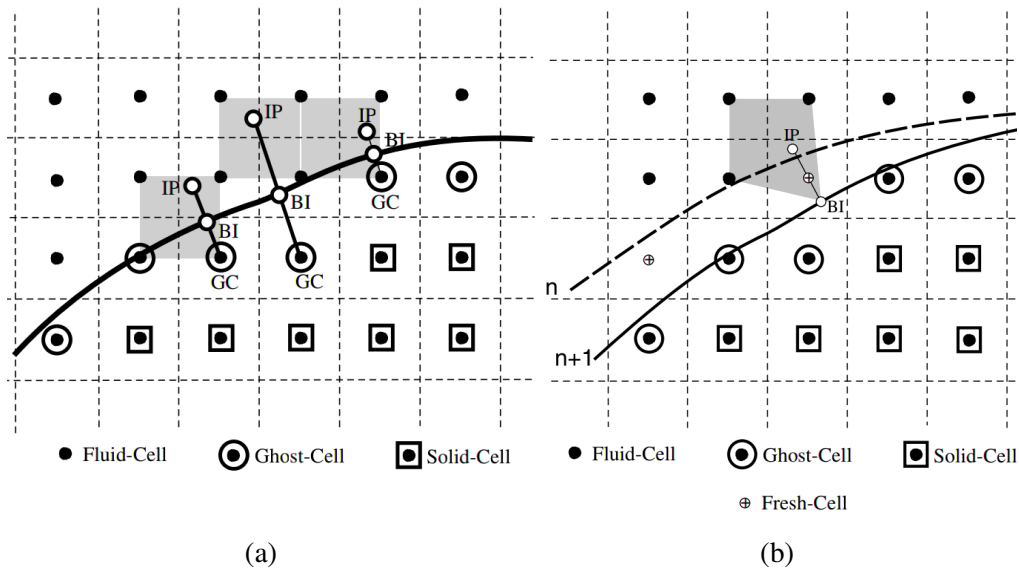 IP
IP
BI
GC
IP
BI
BI
GC
GC
Fluid-Cell
Ghost-Cell
Solid-Cell
(a)
IP
BI
n
n+1
Fluid-Cell
Ghost-Cell
Solid-Cell
Fresh-Cell
(b)